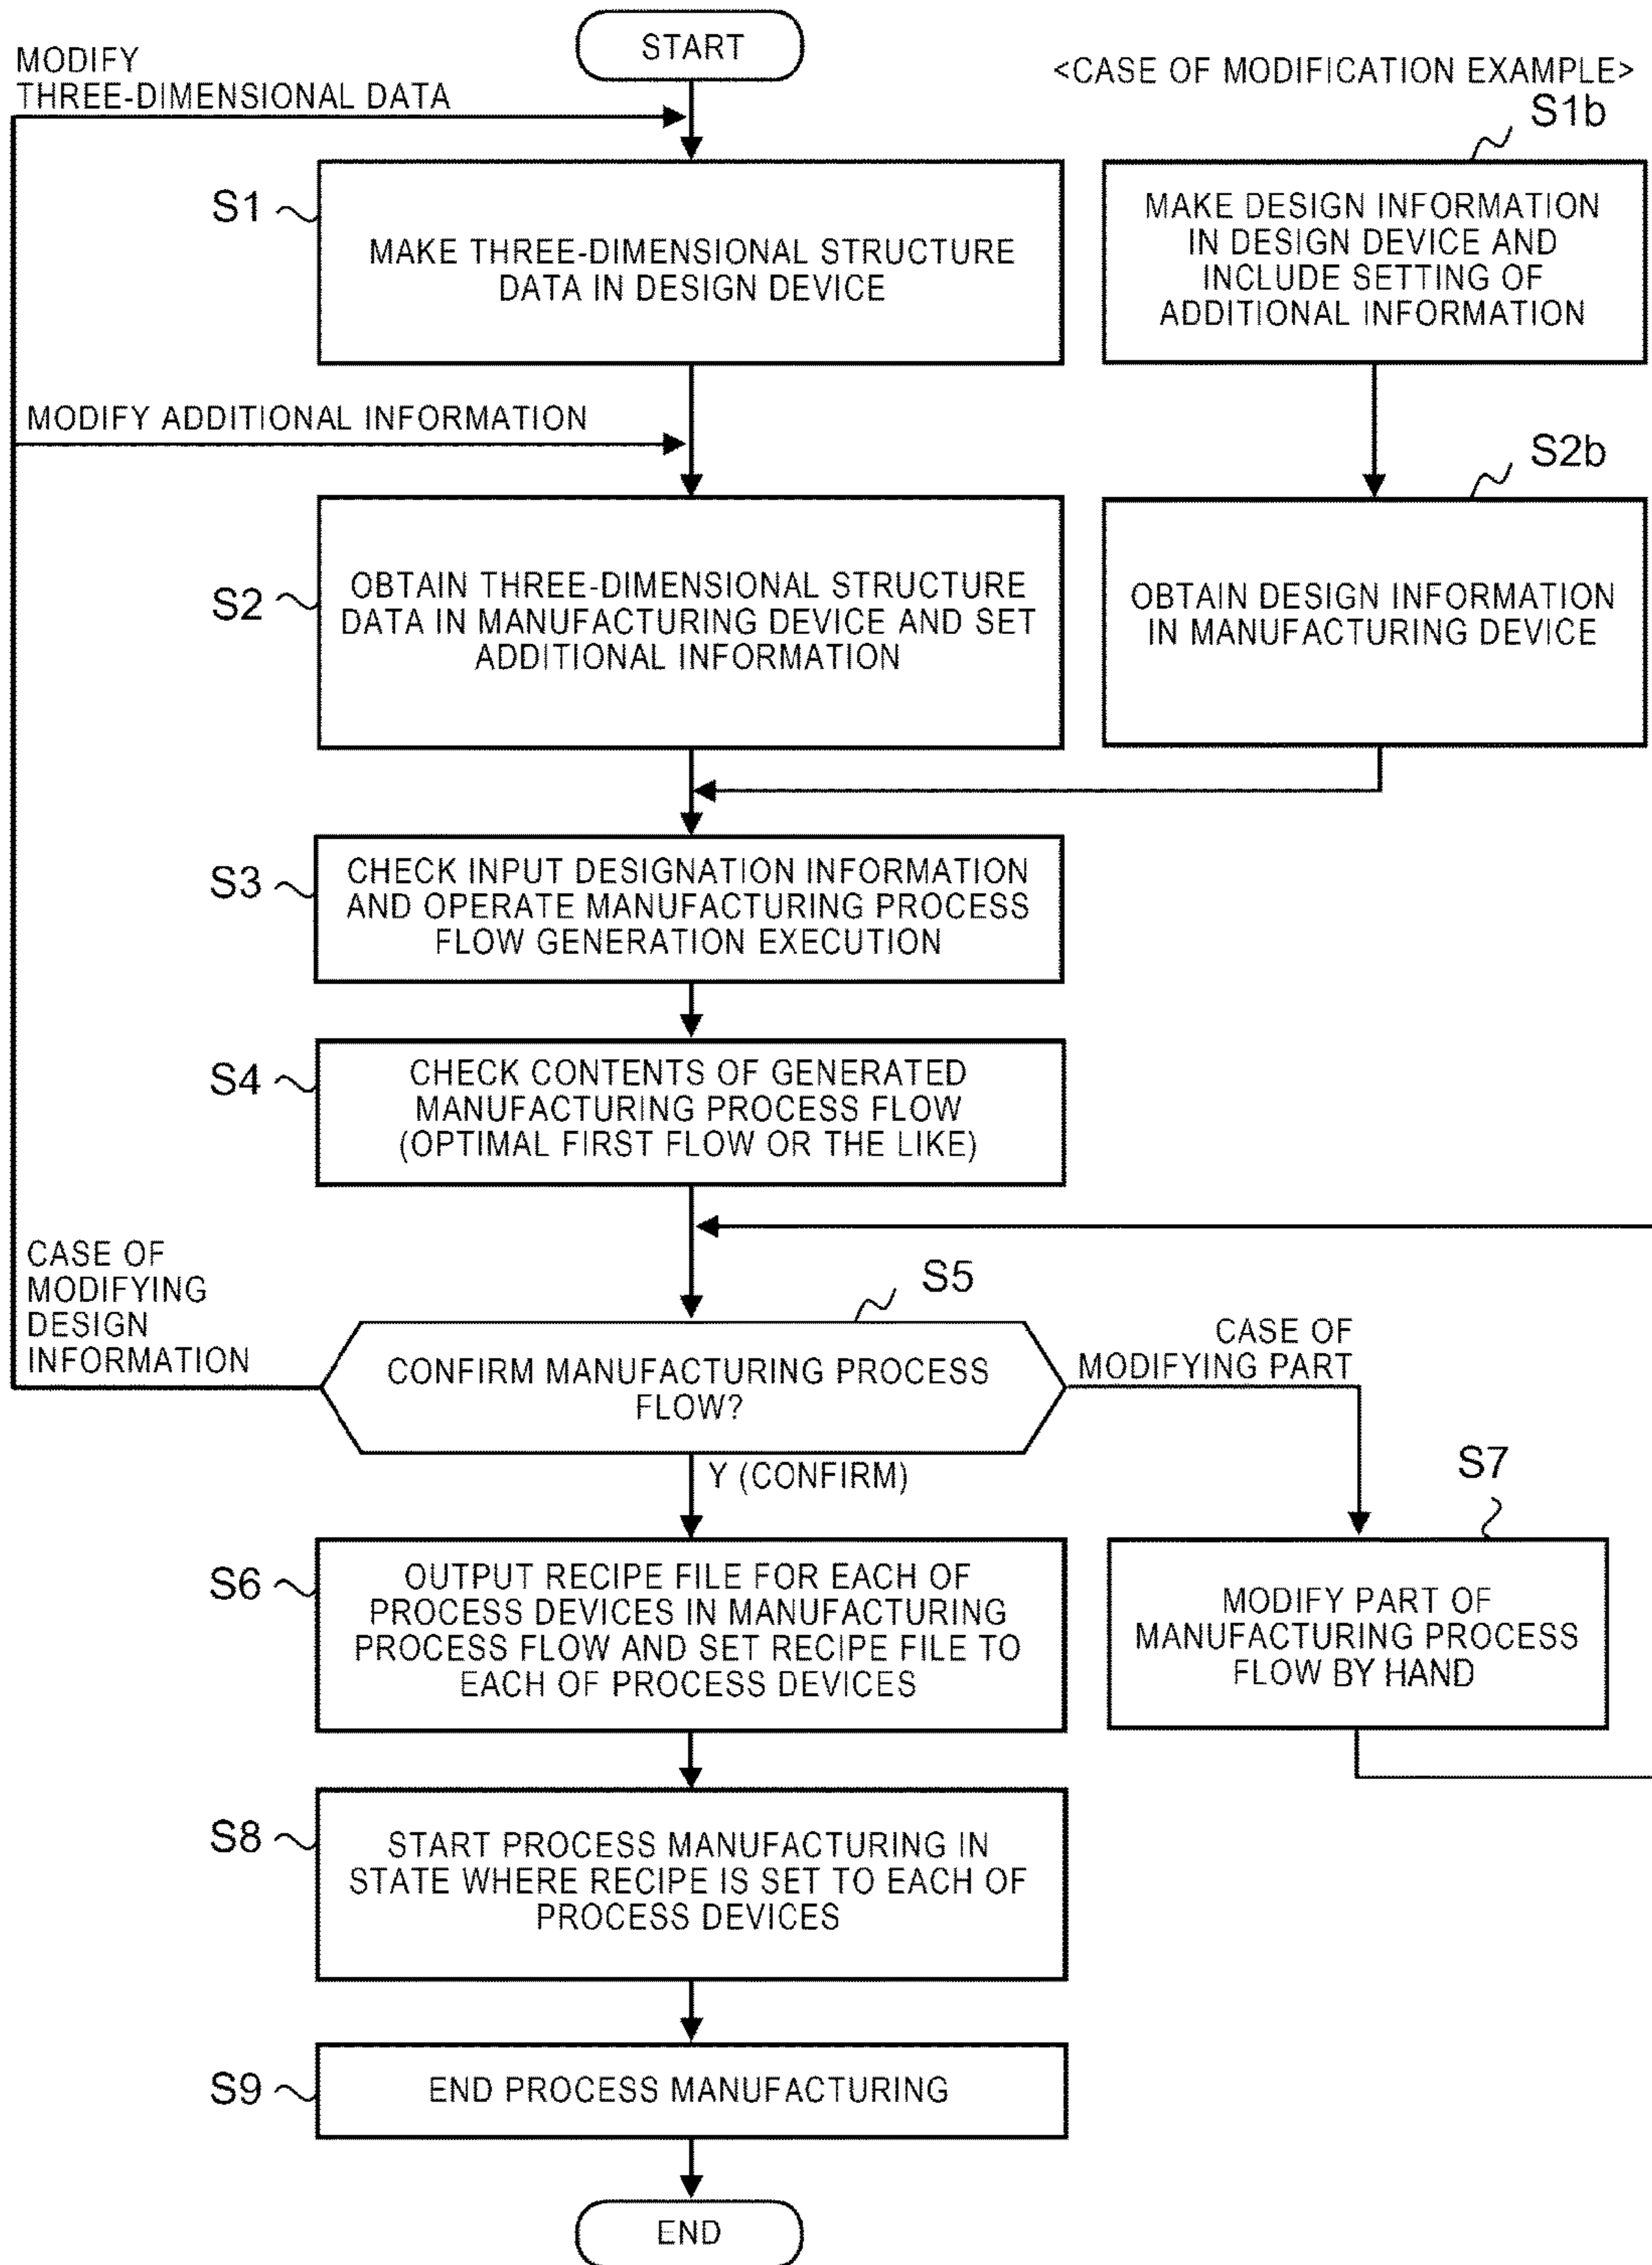 START
MODIFY
THREE-DIMENSIONAL DATA
<CASE OF MODIFICATION EXAMPLE>
S1
MAKE THREE-DIMENSIONAL STRUCTURE
DATA IN DESIGN DEVICE
S1b
MAKE DESIGN INFORMATION
IN DESIGN DEVICE AND
INCLUDE SETTING OF
ADDITIONAL INFORMATION
MODIFY ADDITIONAL INFORMATION
S2
OBTAIN THREE-DIMENSIONAL STRUCTURE
DATA IN MANUFACTURING DEVICE AND SET
ADDITIONAL INFORMATION
S2b
OBTAIN DESIGN INFORMATION
IN MANUFACTURING DEVICE
S3
CHECK INPUT DESIGNATION INFORMATION
AND OPERATE MANUFACTURING PROCESS
FLOW GENERATION EXECUTION
S4
CHECK CONTENTS OF GENERATED
MANUFACTURING PROCESS FLOW
(OPTIMAL FIRST FLOW OR THE LIKE)
CASE OF
MODIFYING
DESIGN
INFORMATION
S5
CONFIRM MANUFACTURING PROCESS
FLOW?
CASE OF
MODIFYING PART
Y (CONFIRM)
S6
OUTPUT RECIPE FILE FOR EACH OF
PROCESS DEVICES IN MANUFACTURING
PROCESS FLOW AND SET RECIPE FILE TO
EACH OF PROCESS DEVICES
S7
MODIFY PART OF
MANUFACTURING PROCESS
FLOW BY HAND
S8
START PROCESS MANUFACTURING IN
STATE WHERE RECIPE IS SET TO EACH OF
PROCESS DEVICES
S9
END PROCESS MANUFACTURING
END